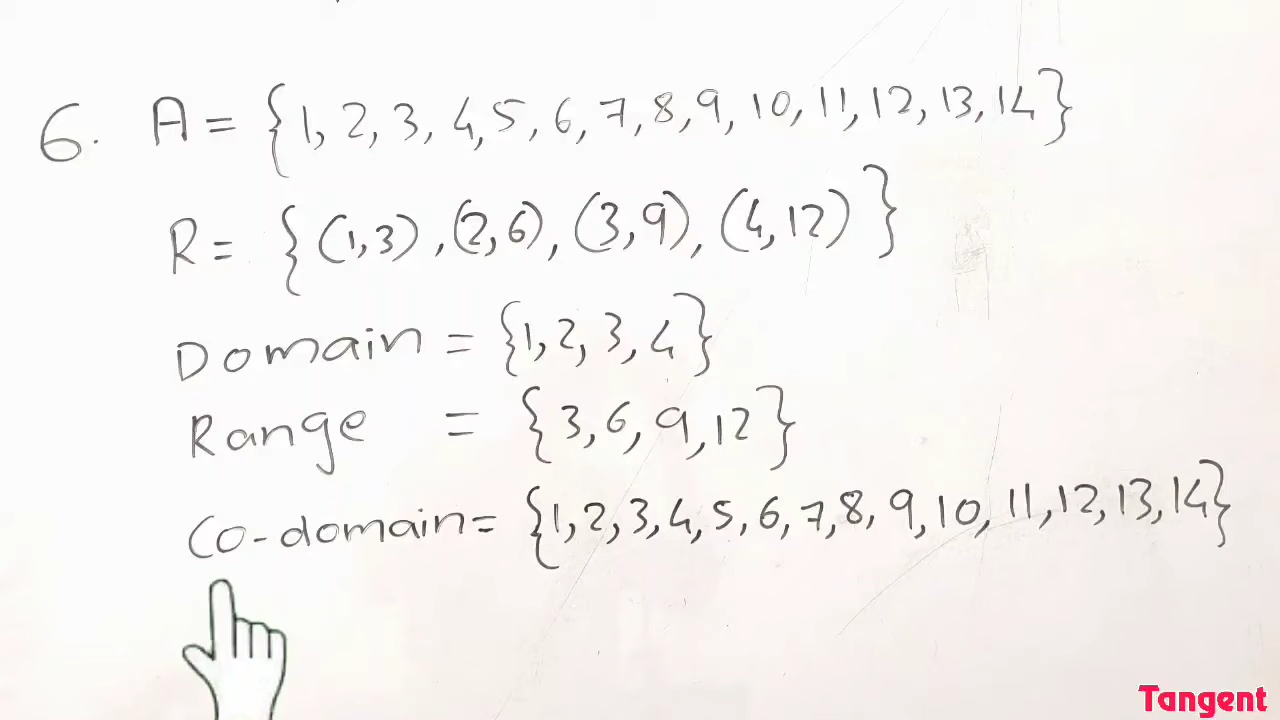 6. A = {1, 2, 3, 4, 5, 6, 7, 8, 9, 10, 11, 12, 13, 14}
R = {(1,3), (2,6), (3,9), (4,12)}
Domain = {1, 2, 3, 4}
Range = {3, 6, 9, 12}
Co-domain = {1, 2, 3, 4, 5, 6, 7, 8, 9, 10, 11, 12, 13, 14}
Tangent